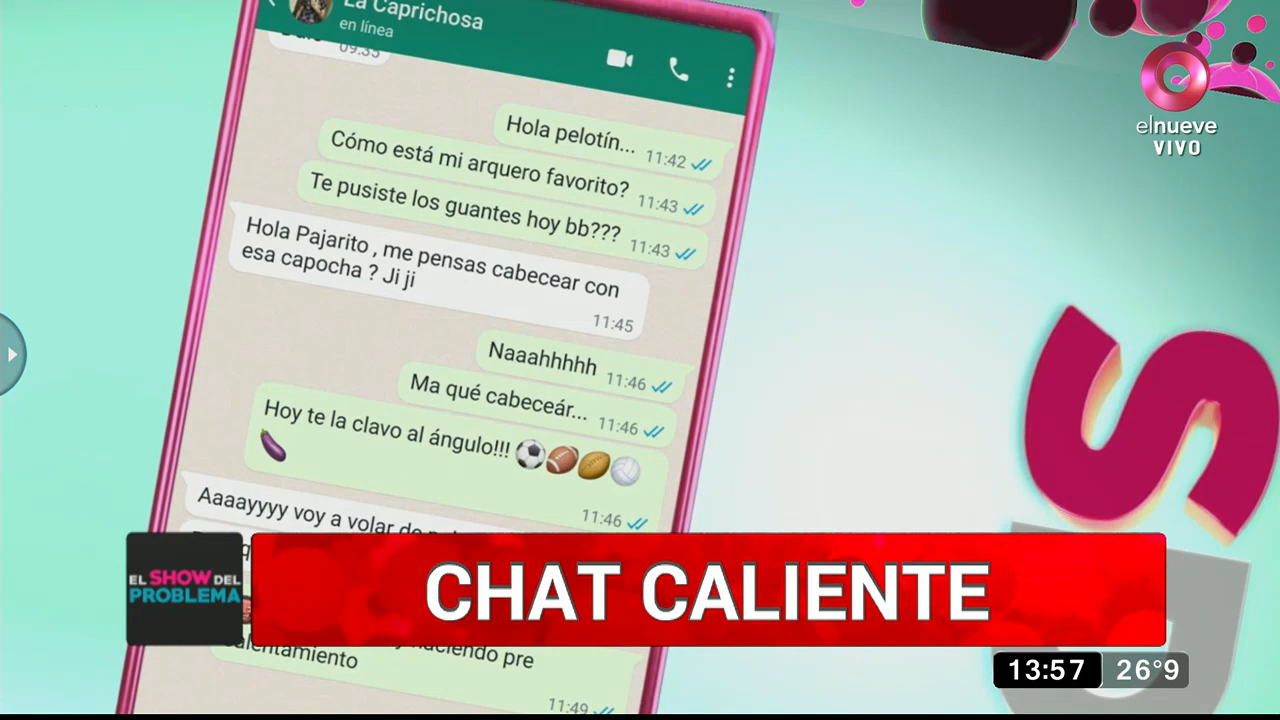 La Caprichosa
en línea
09:35
Hola pelotín... 11:42
Cómo está mi arquero favorito? 11:43
Te pusiste los guantes hoy bb??? 11:43
Hola Pajarito , me pensas cabecear con
esa capocha ? Ji ji
11:45
Naaahhhhh 11:46
Ma qué cabeceár... 11:46
Hoy te la clavo al ángulo!!! ⚽🏈🏉🏐
🍆
11:46
Aaaayyyy voy a volar de
haciendo pre
calentamiento
11:49
elnueve
VIVO
EL SHOW DEL
PROBLEMA
CHAT CALIENTE
13:57 26°9
S